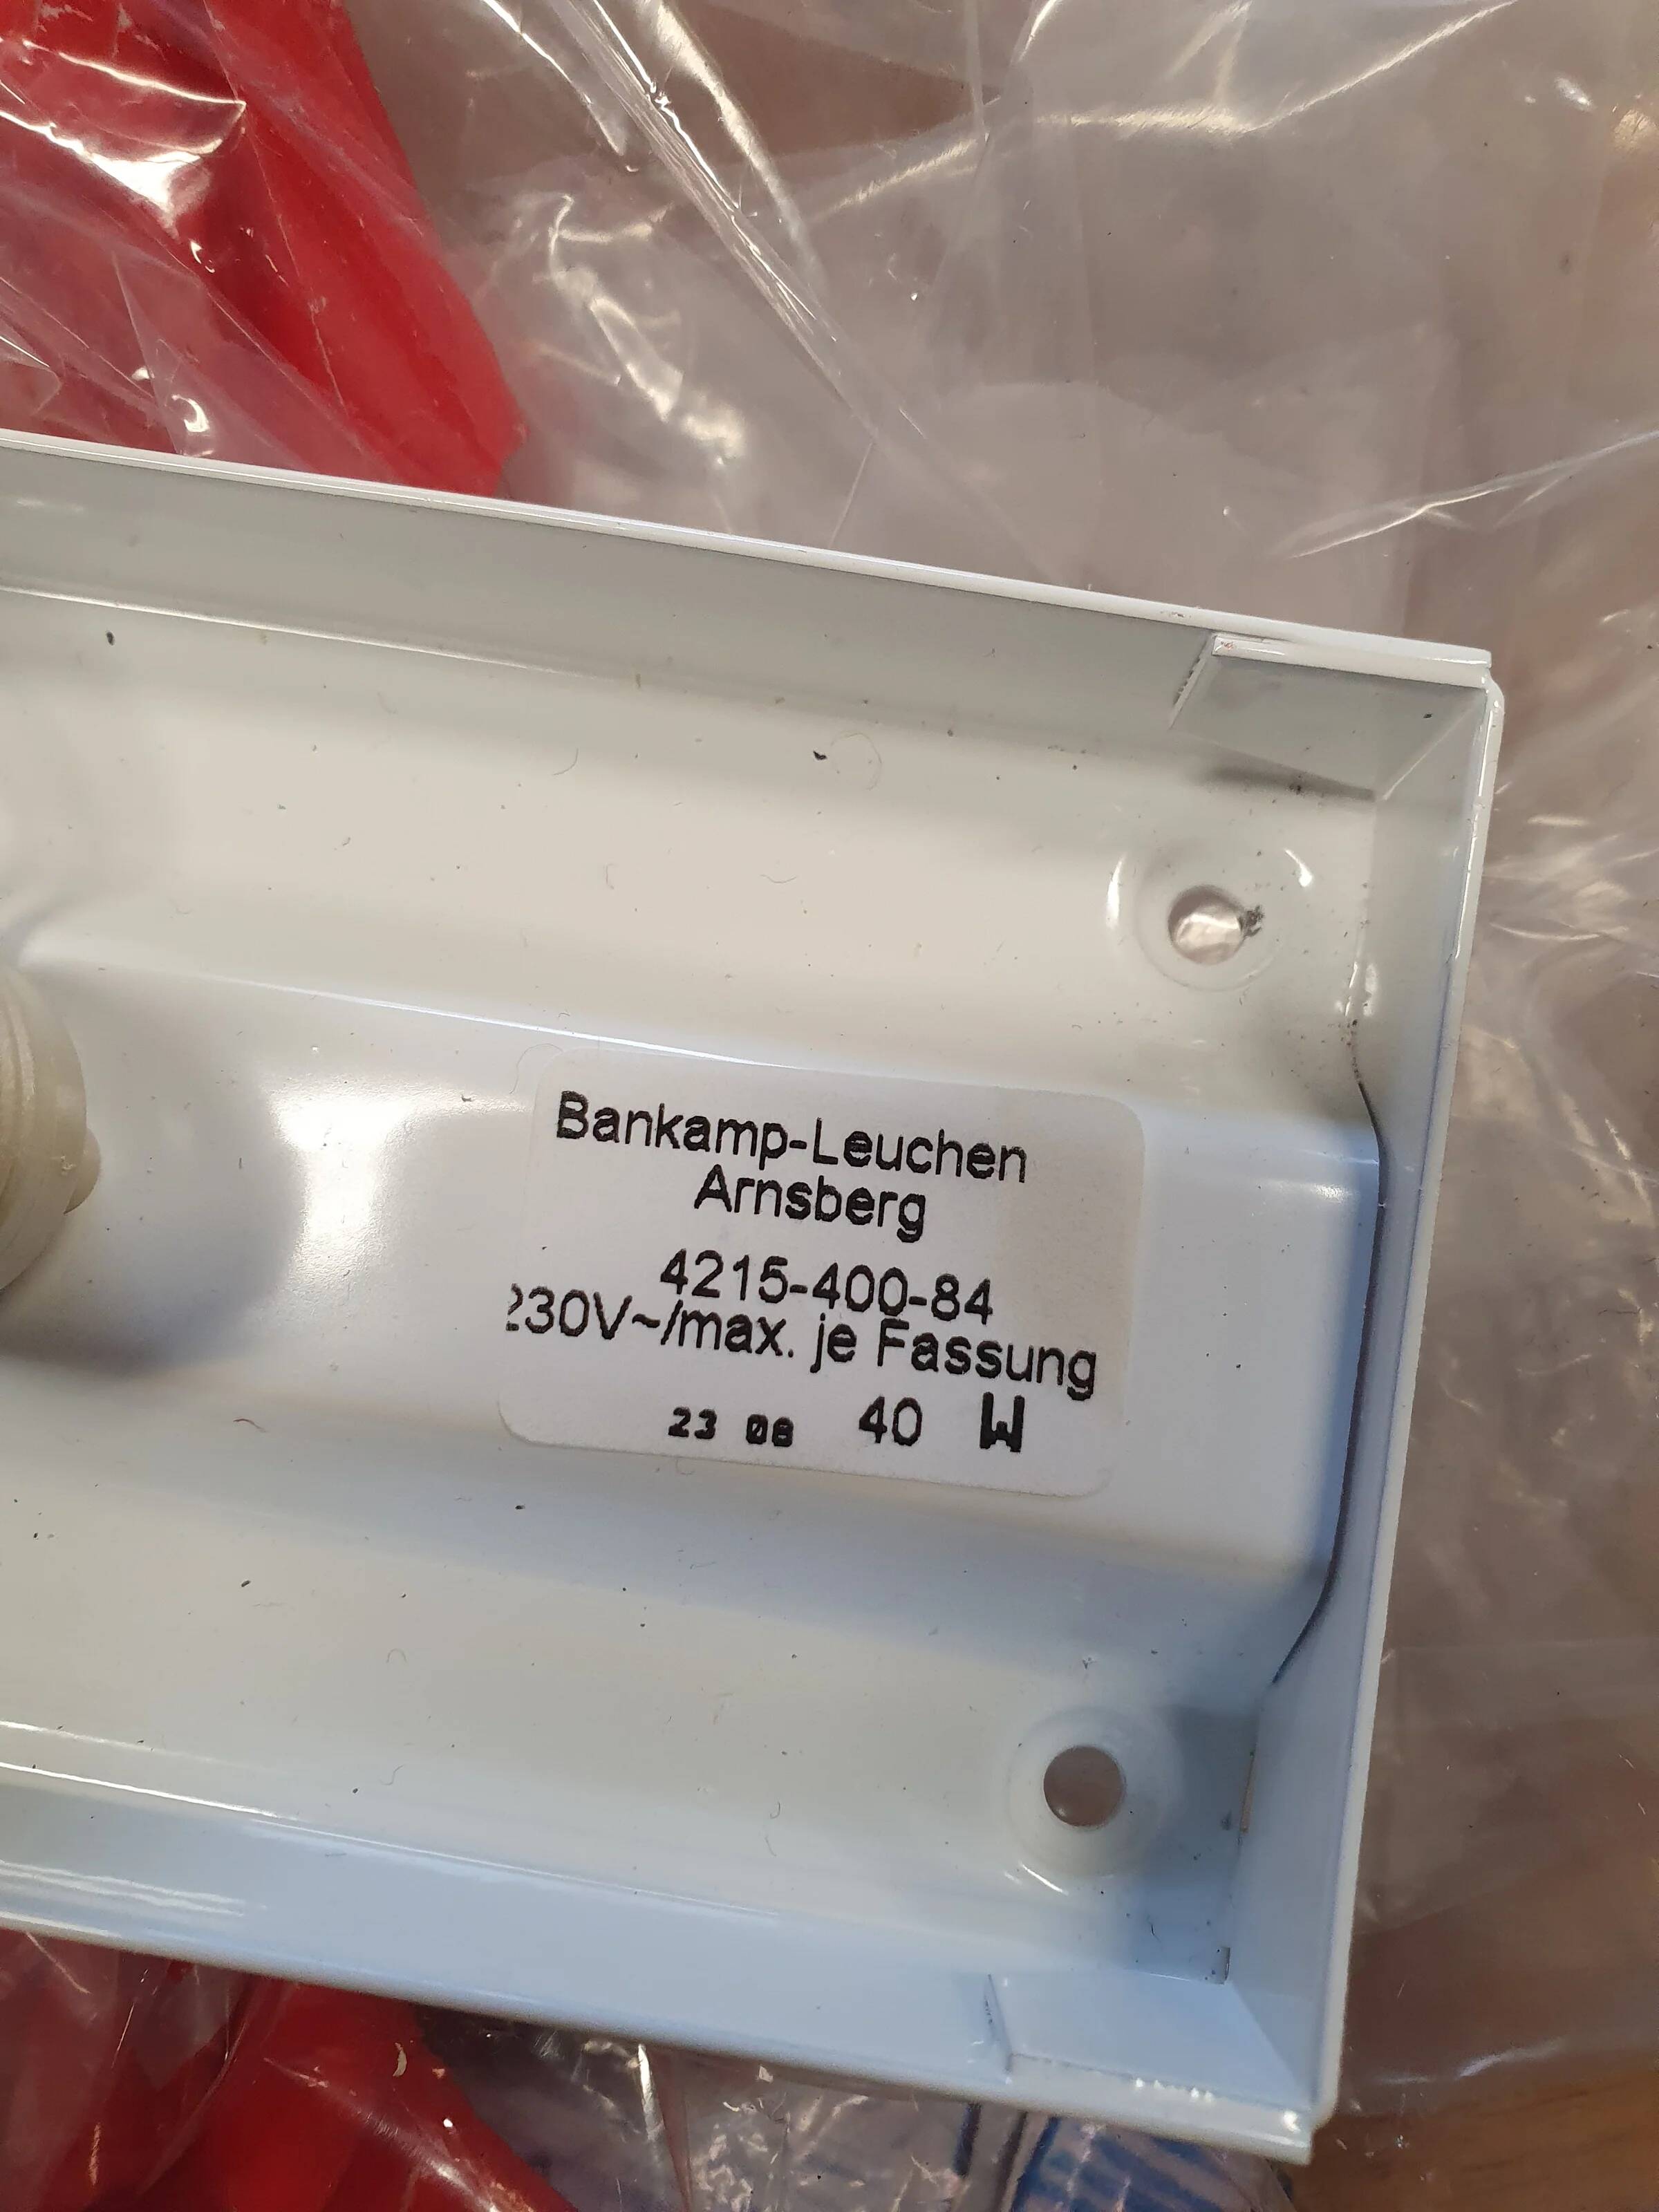 Bankamp-Leuchen
Arnsberg
4215-400-84
230V~/max. je Fassung
23 08 40 W